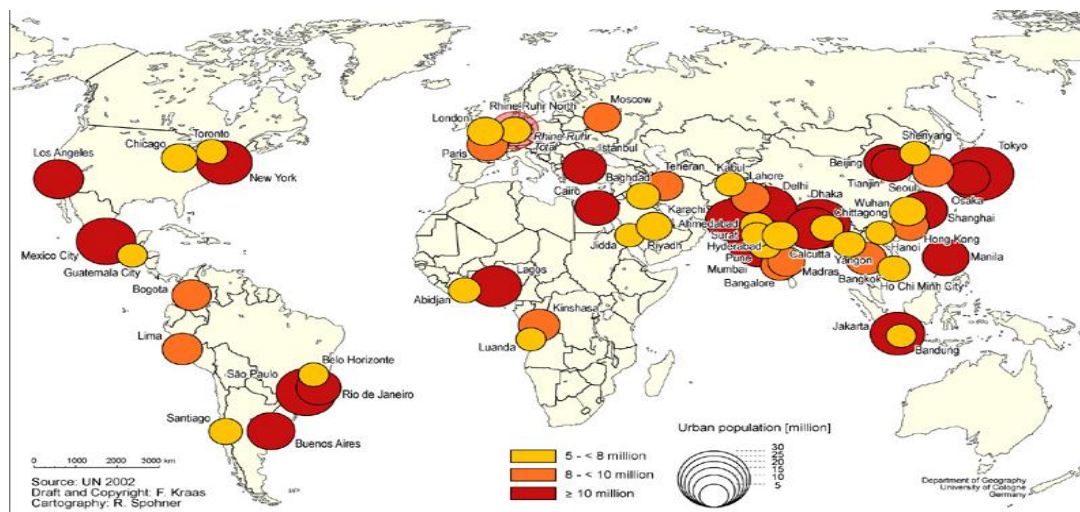 Rhine-Ruhr North
Moscow
London
Rhine-Ruhr
Total
Paris
Istanbul
Toronto
Chicago
Los Angeles
New York
Mexico City
Guatemala City
Bogota
Lima
Belo Horizonte
São Paulo
Rio de Janeiro
Santiago
Buenos Aires
Baghdad
Teheran
Cairo
Jidda
Riyadh
Lagos
Abidjan
Kinshasa
Luanda
Kabul
Lahore
Delhi
Dhaka
Karachi
Ahmedabad
Surat
Hyderabad
Pune
Mumbai
Bangalore
Chittagong
Calcutta
Madras
Yangon
Bangkok
Hanoi
Ho Chi Minh City
Shenyang
Beijing
Tianjin
Seoul
Tokyo
Osaka
Wuhan
Shanghai
Hong Kong
Manila
Jakarta
Bandung
0 1000 2000 3000 km
Source: UN 2002
Draft and Copyright: F. Kraas
Cartography: R. Spohner
5 - < 8 million
8 - < 10 million
≥ 10 million
Urban population [million]
30
25
20
15
10
5
Department of Geography
University of Cologne
Germany